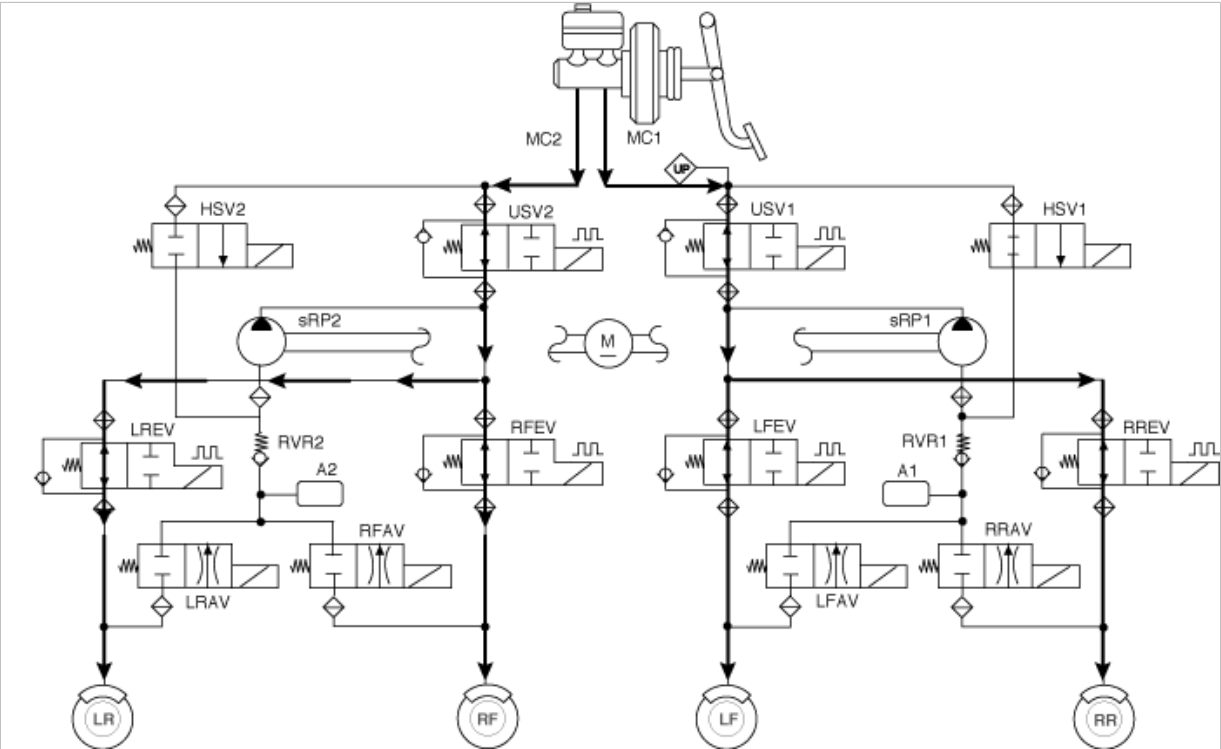 MC2
MC1
UP
HSV2
USV2
USV1
HSV1
sRP2
M
sRP1
LREV
RVR2
RFEV
LFEV
RVR1
RREV
A2
A1
RFAV
RRAV
LRAV
LFAV
LR
RF
LF
RR